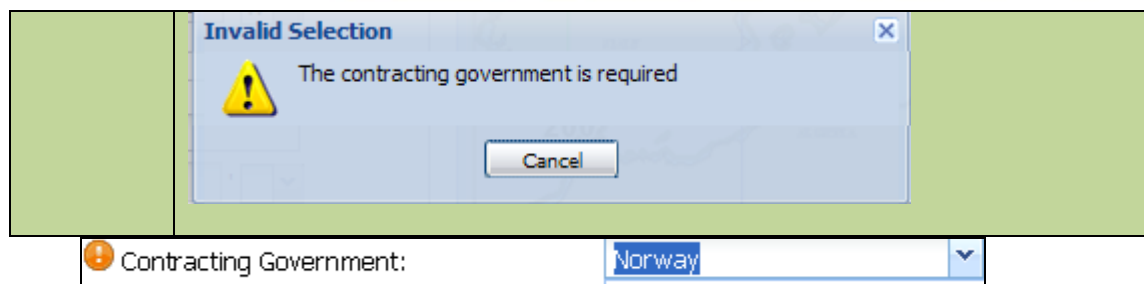 Invalid Selection
The contracting government is required
Cancel
Contracting Government: Norway